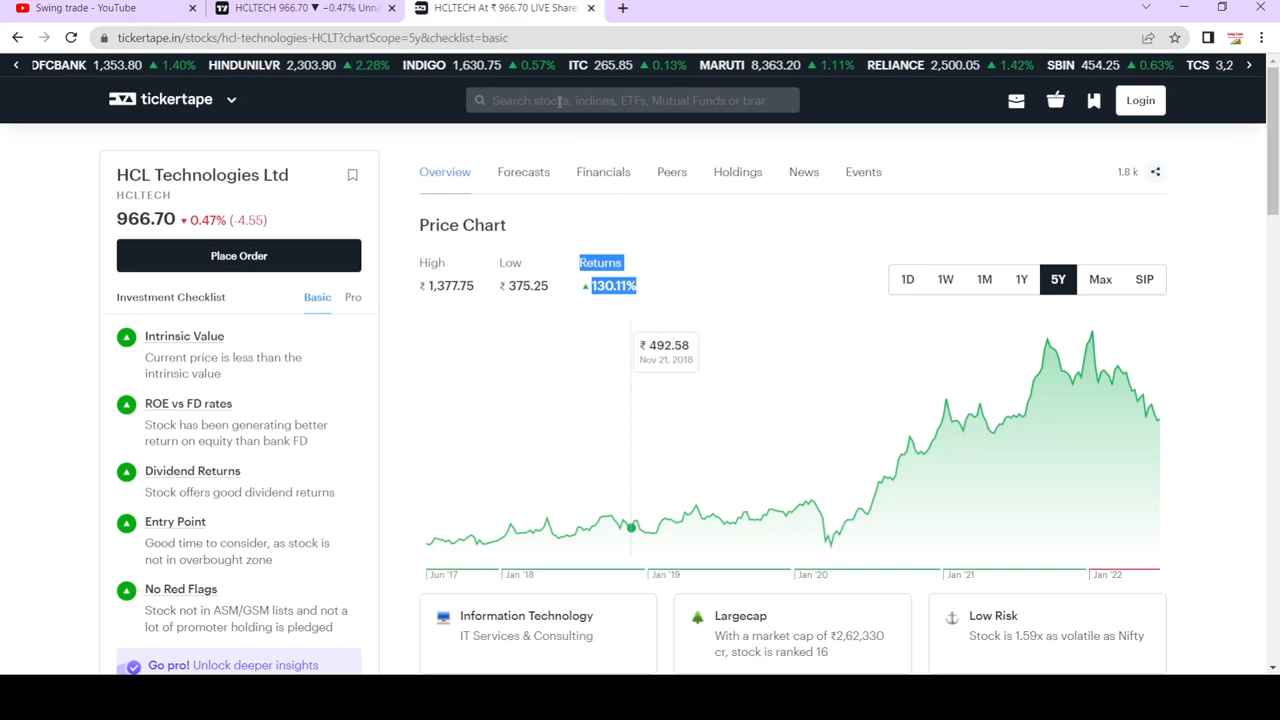 Swing trade - YouTube
HCLTECH 966.70 ▼ −0.47% Unna
HCLTECH At ₹ 966.70 LIVE Share
tickertape.in/stocks/hcl-technologies-HCLT?chartScope=5y&checklist=basic
DFCBANK 1,353.80 ▲ 1.40% HINDUNILVR 2,303.90 ▲ 2.28% INDIGO 1,630.75 ▲ 0.57% ITC 265.85 ▲ 0.13% MARUTI 8,363.20 ▲ 1.11% RELIANCE 2,500.05 ▲ 1.42% SBIN 454.25 ▲ 0.63% TCS 3,2
tickertape
Search stocks, indices, ETFs, Mutual Funds or brar
Login
HCL Technologies Ltd
HCLTECH
966.70 ▼ 0.47% (-4.55)
Place Order
Investment Checklist Basic Pro
Intrinsic Value
Current price is less than the
intrinsic value
ROE vs FD rates
Stock has been generating better
return on equity than bank FD
Dividend Returns
Stock offers good dividend returns
Entry Point
Good time to consider, as stock is
not in overbought zone
No Red Flags
Stock not in ASM/GSM lists and not a
lot of promoter holding is pledged
Go pro! Unlock deeper insights
Overview Forecasts Financials Peers Holdings News Events
1.8 k
Price Chart
High Low Returns
₹ 1,377.75 ₹ 375.25 ▲ 130.11%
1D 1W 1M 1Y 5Y Max SIP
₹ 492.58
Nov 21, 2018
Jun '17 Jan '18 Jan '19 Jan '20 Jan '21 Jan '22
Information Technology
IT Services & Consulting
Largecap
With a market cap of ₹2,62,330
cr, stock is ranked 16
Low Risk
Stock is 1.59x as volatile as Nifty